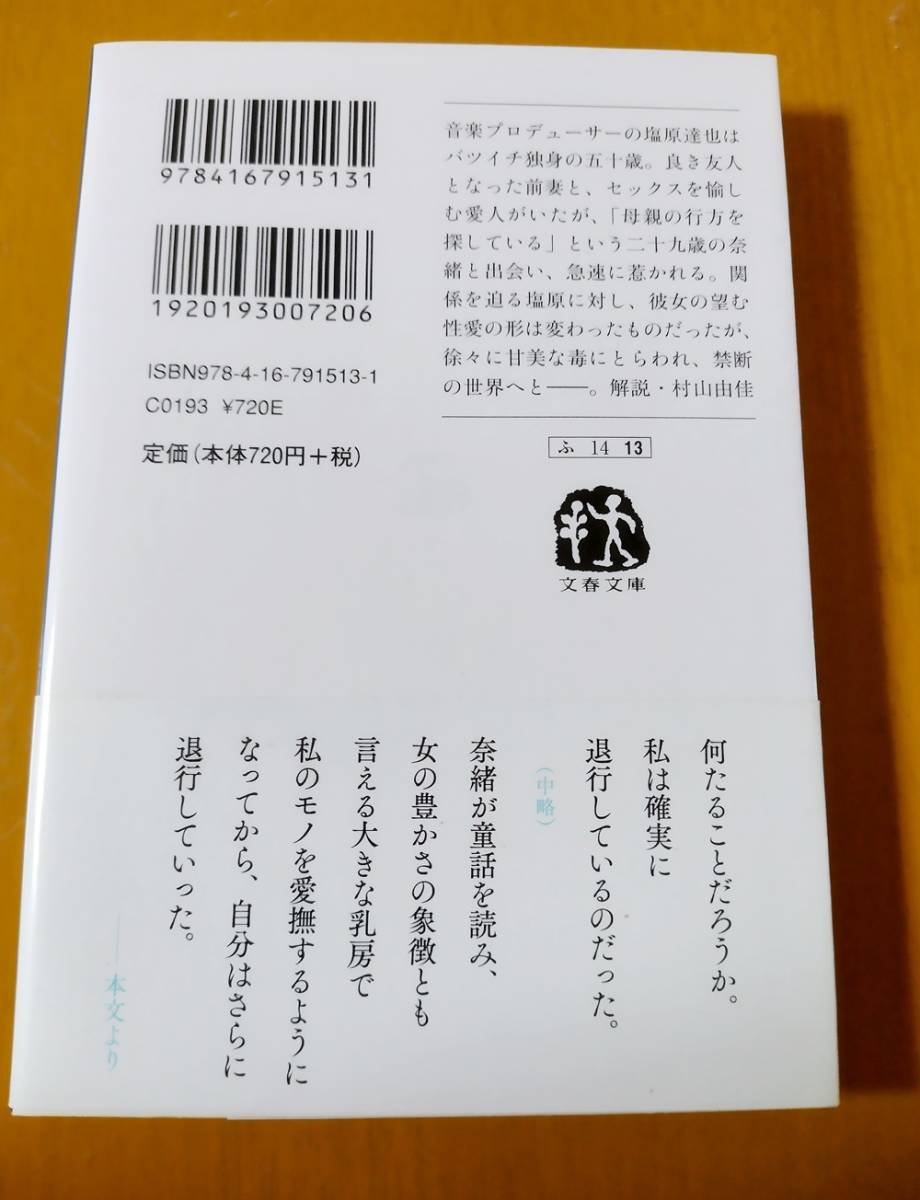 9784167915131
1920193007206
ISBN978-4-16-791513-1
C0193 ¥720E
定価(本体720円+税)
音楽プロデューサーの塩原達也は
バツイチ独身の五十歳。良き友人
となった前妻と、セックスを愉し
む愛人がいたが、「母親の行方を
探している」という二十九歳の奈
緒と出会い、急速に惹かれる。関
係を迫る塩原に対し、彼女の望む
性愛の形は変わったものだったが、
徐々に甘美な毒にとらわれ、禁断
の世界へと——。解説・村山由佳
ふ 14 13
文春文庫
何たることだろうか。
私は確実に
退行しているのだった。
(中略)
奈緒が童話を読み、
女の豊かさの象徴とも
言える大きな乳房で
私のモノを愛撫するように
なってから、自分はさらに
退行していった。
——本文より